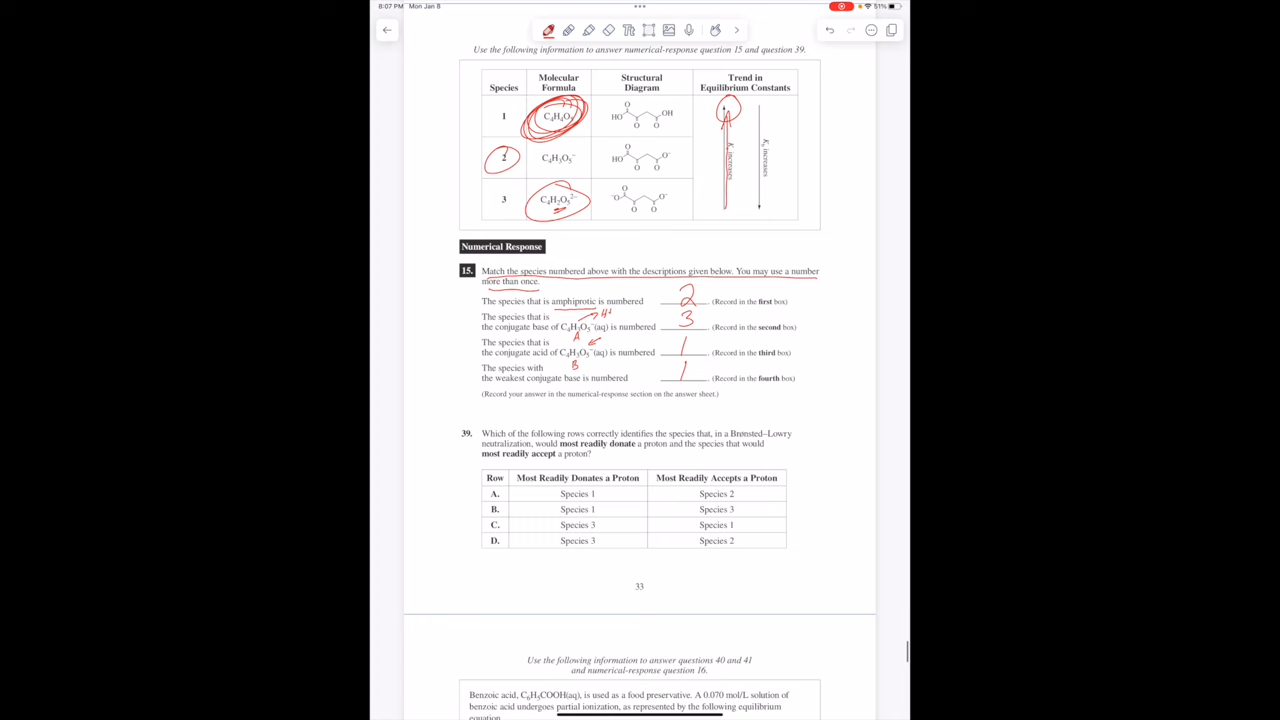 8:07 PM Mon Jan 8
51%
Use the following information to answer numerical-response question 15 and question 39.
Species Molecular Formula Structural Diagram Trend in Equilibrium Constants
1 C₄H₄O₅ HO O O O OH
2 C₄H₃O₅⁻ HO O O O O⁻
3 C₄H₂O₅²⁻ ⁻O O O O O⁻
Kₐ increases
K_b increases
Numerical Response
15. Match the species numbered above with the descriptions given below. You may use a number
more than once.
The species that is amphiprotic is numbered 2 (Record in the first box)
The species that is
H⁺
the conjugate base of C₄H₃O₅⁻(aq) is numbered 3 (Record in the second box)
A
The species that is
the conjugate acid of C₄H₃O₅⁻(aq) is numbered 1 (Record in the third box)
B
The species with
the weakest conjugate base is numbered 1 (Record in the fourth box)
(Record your answer in the numerical-response section on the answer sheet.)
39. Which of the following rows correctly identifies the species that, in a Brønsted–Lowry
neutralization, would most readily donate a proton and the species that would
most readily accept a proton?
Row Most Readily Donates a Proton Most Readily Accepts a Proton
A. Species 1 Species 2
B. Species 1 Species 3
C. Species 3 Species 1
D. Species 3 Species 2
33
Use the following information to answer questions 40 and 41
and numerical-response question 16.
Benzoic acid, C₆H₅COOH(aq), is used as a food preservative. A 0.070 mol/L solution of
benzoic acid undergoes partial ionization, as represented by the following equilibrium
equation.